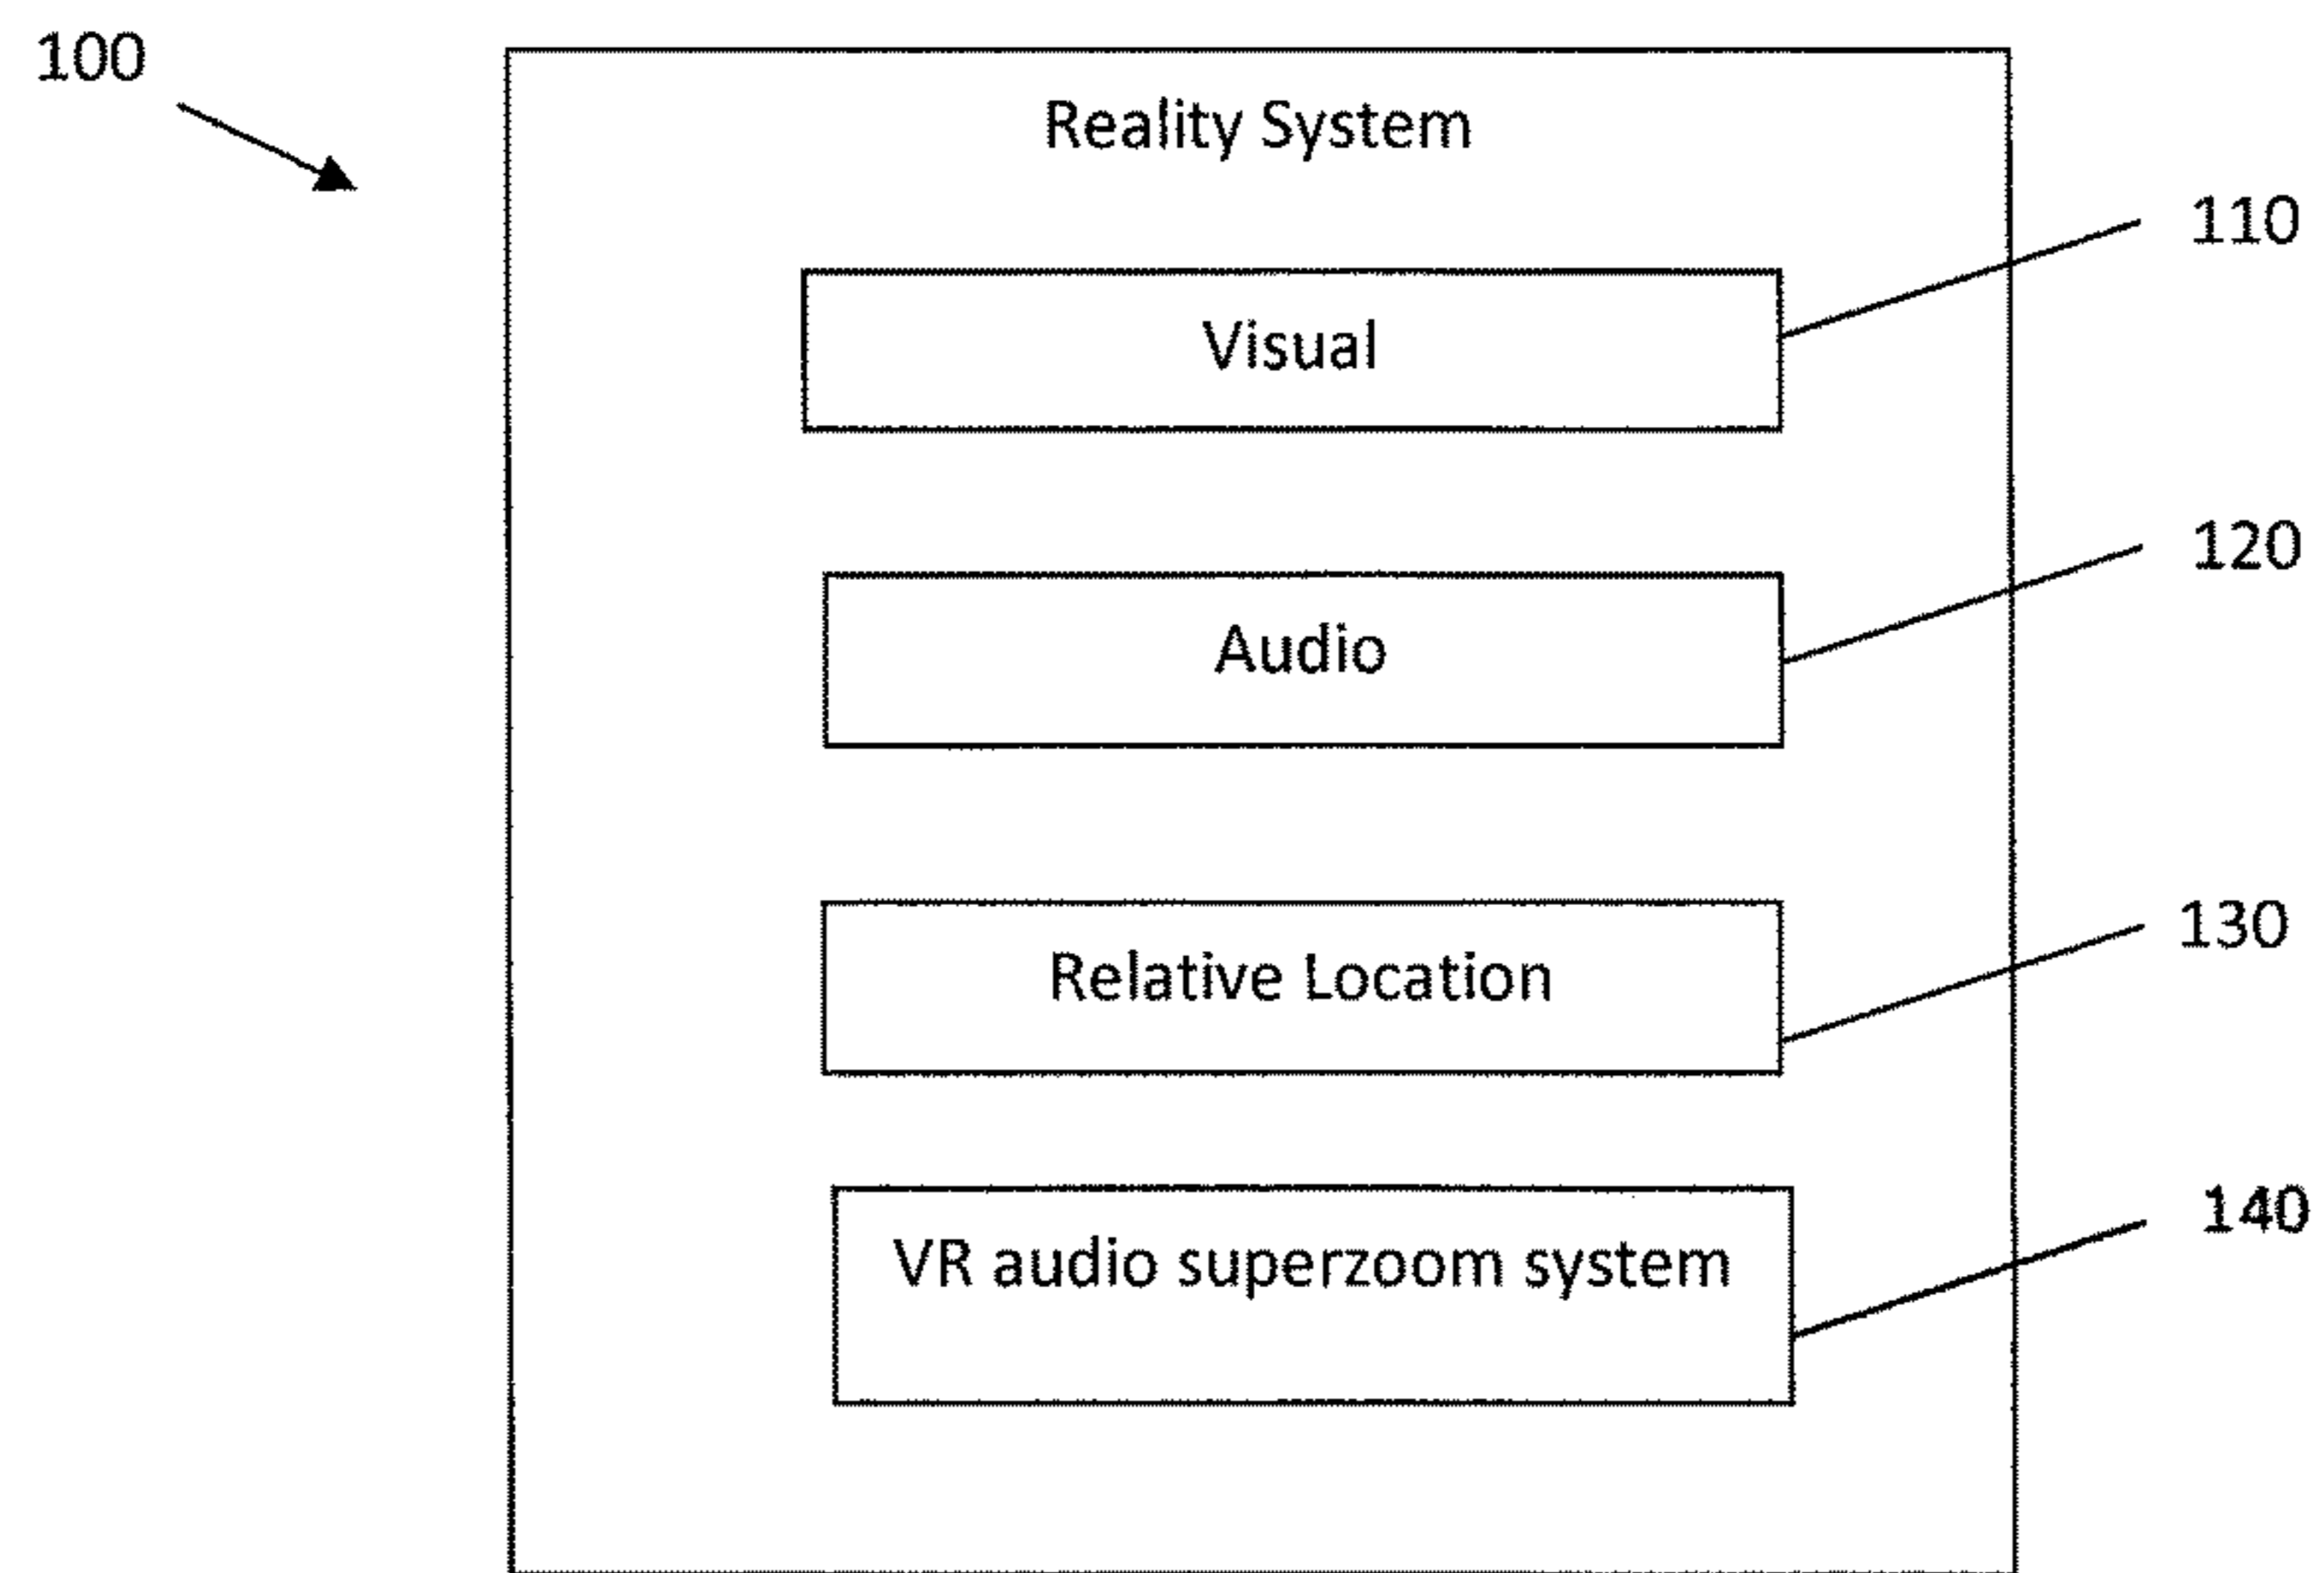 100
Reality System
110
Visual
120
Audio
130
Relative Location
140
VR audio superzoom system